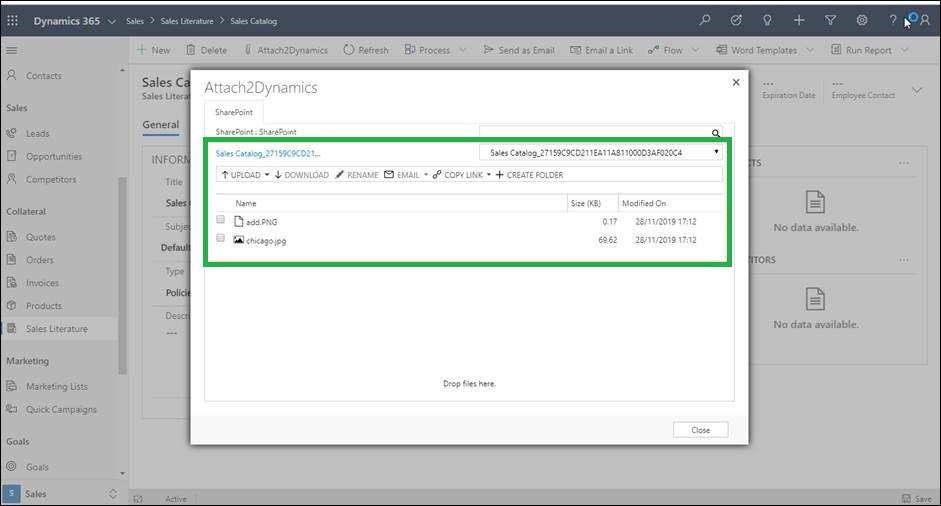 Dynamics 365 Sales > Sales Literature > Sales Catalog
New Delete Attach2Dynamics Refresh Process Send as Email Email a Link Flow Word Templates Run Report
Contacts
Sales
Leads
Opportunities
Competitors
Collateral
Quotes
Orders
Invoices
Products
Sales Literature
Marketing
Marketing Lists
Quick Campaigns
Goals
Goals
S Sales
Sales Ca
Sales Literatur
General
---
Expiration Date
---
Employee Contact
INFORM
Title
Sales C
Subje
Default
Type
Policie
Descri
---
Attach2Dynamics
SharePoint
SharePoint : SharePoint
Sales Catalog_27159C9CD21... Sales Catalog_27159C9CD211EA11A811000D3AF020C4
UPLOAD DOWNLOAD RENAME EMAIL COPY LINK CREATE FOLDER
Name Size (KB) Modified On
add.PNG 0.17 28/11/2019 17:12
chicago.jpg 69.62 28/11/2019 17:12
Drop files here.
Close
CTS ...
No data available.
TITORS ...
No data available.
Active Save